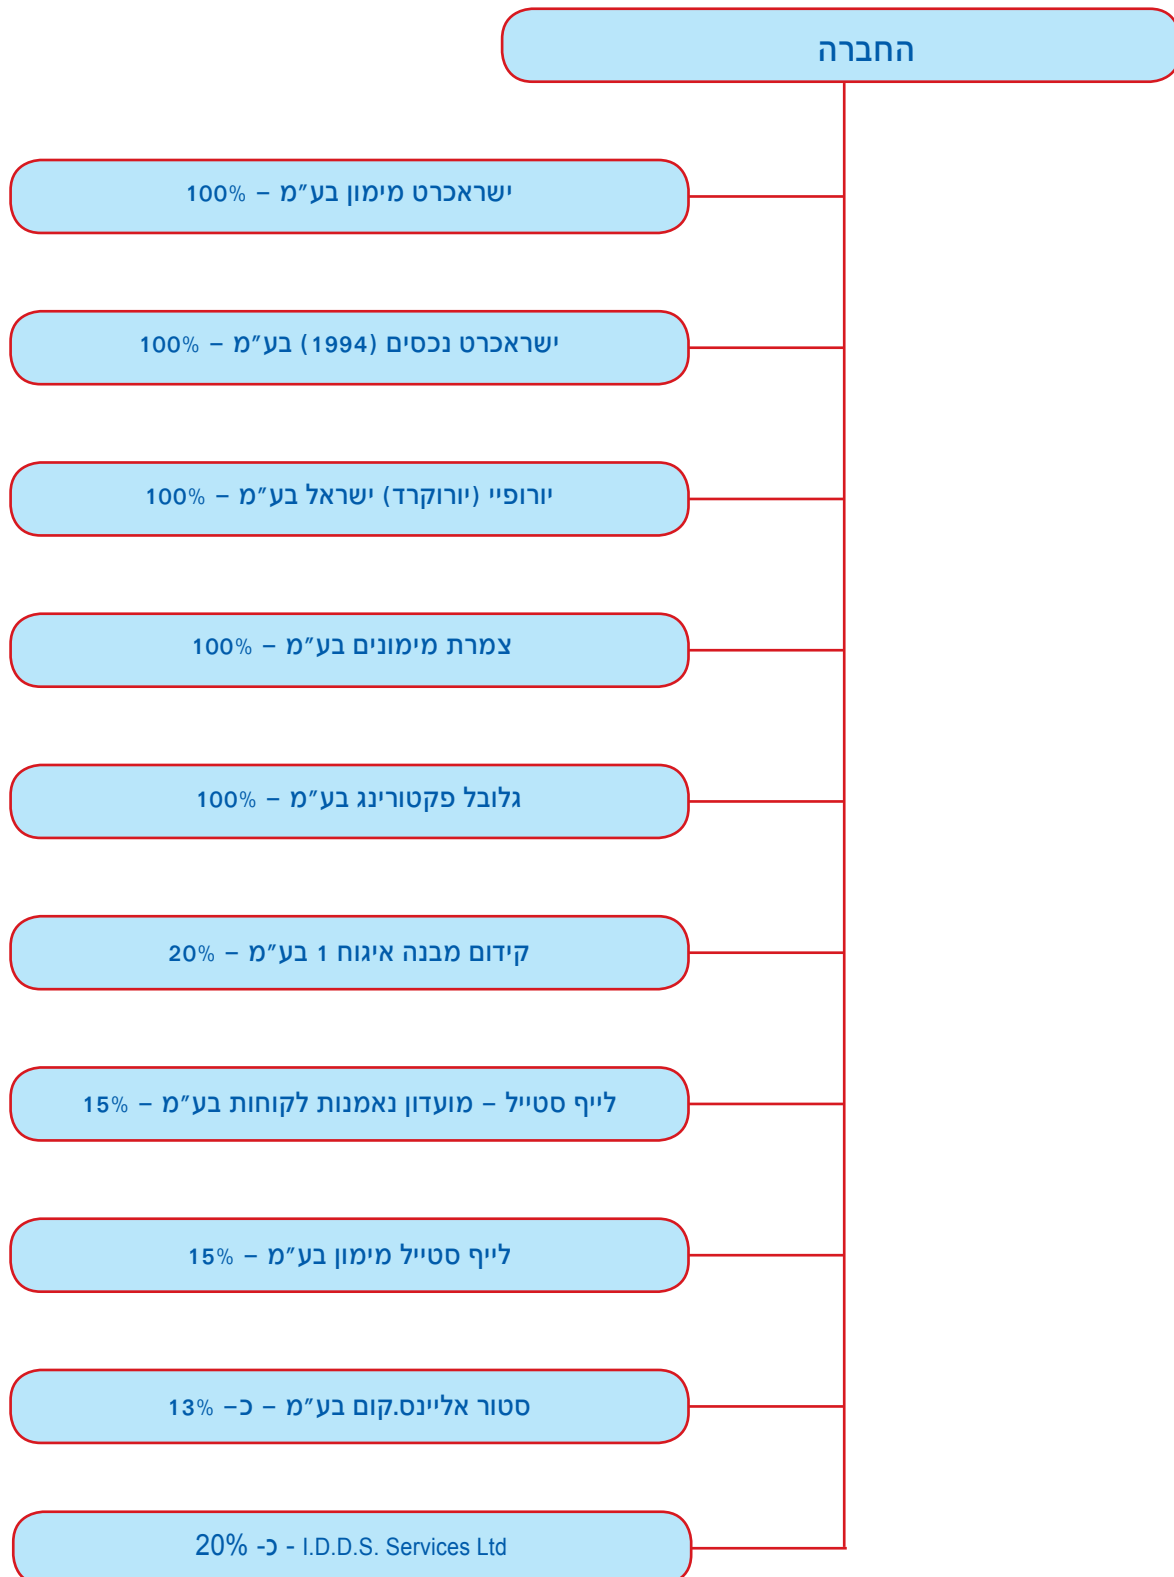 החברה
ישראכרט מימון בע"מ – 100%
ישראכרט נכסים (1994) בע"מ – 100%
יורופיי (יורוקרד) ישראל בע"מ – 100%
צמרת מימונים בע"מ – 100%
גלובל פקטורינג בע"מ – 100%
קידום מבנה איגוח 1 בע"מ – 20%
לייף סטייל – מועדון נאמנות לקוחות בע"מ – 15%
לייף סטייל מימון בע"מ – 15%
סטור אליינס.קום בע"מ – כ– 13%
I.D.D.S. Services Ltd - כ- 20%